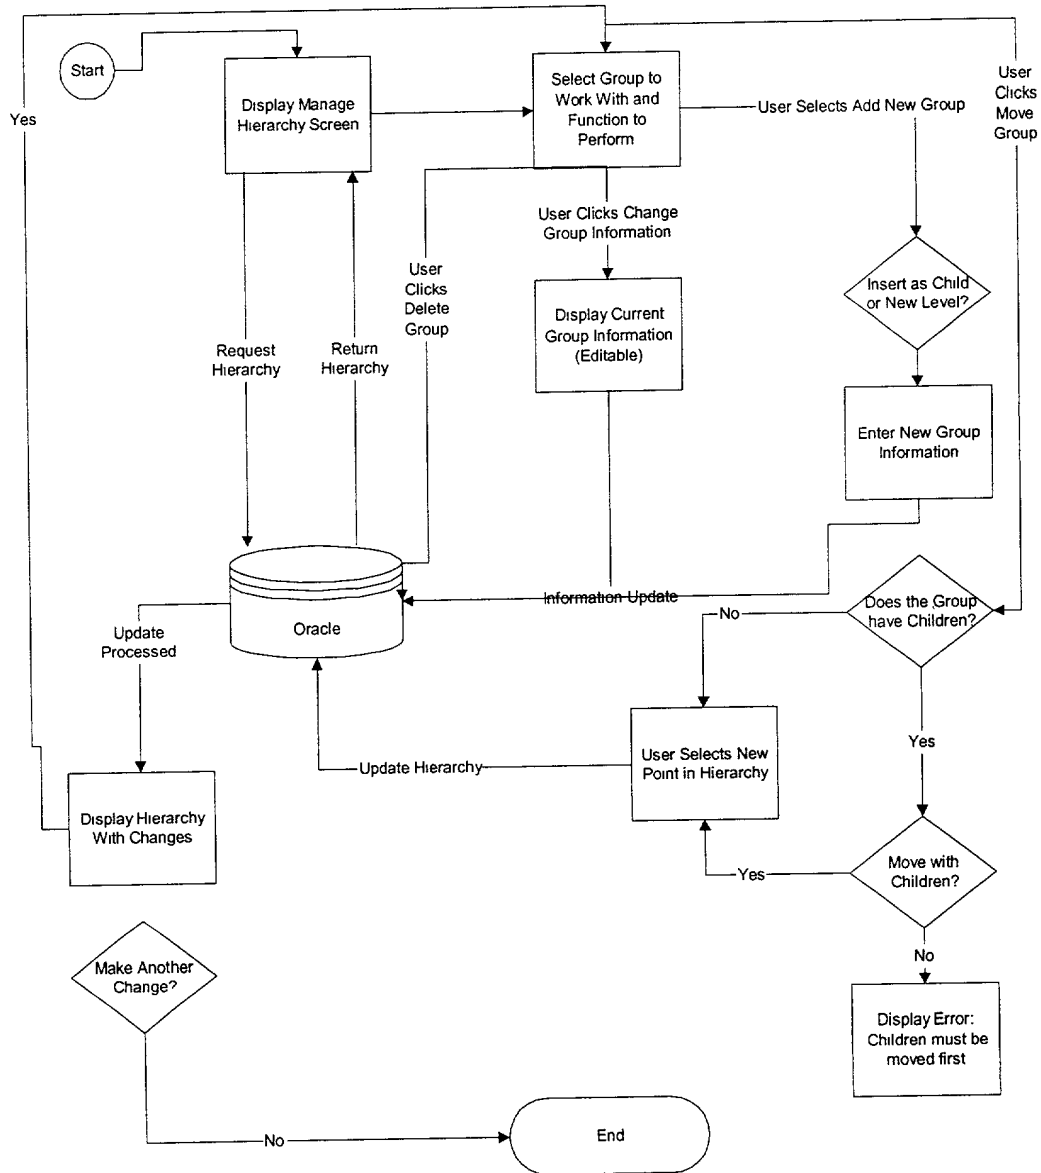 Start
Display Manage
Hierarchy Screen
Select Group to
Work With and
Function to
Perform
User Selects Add New Group
User
Clicks
Move
Group
Yes
User Clicks Change
Group Information
User
Clicks
Delete
Group
Insert as Child
or New Level?
Display Current
Group Information
(Editable)
Request
Hierarchy
Return
Hierarchy
Enter New Group
Information
Information Update
Does the Group
have Children?
No
Oracle
Update
Processed
Yes
User Selects New
Point in Hierarchy
Update Hierarchy
Display Hierarchy
With Changes
Move with
Children?
Yes
No
Make Another
Change?
Display Error:
Children must be
moved first
No
End